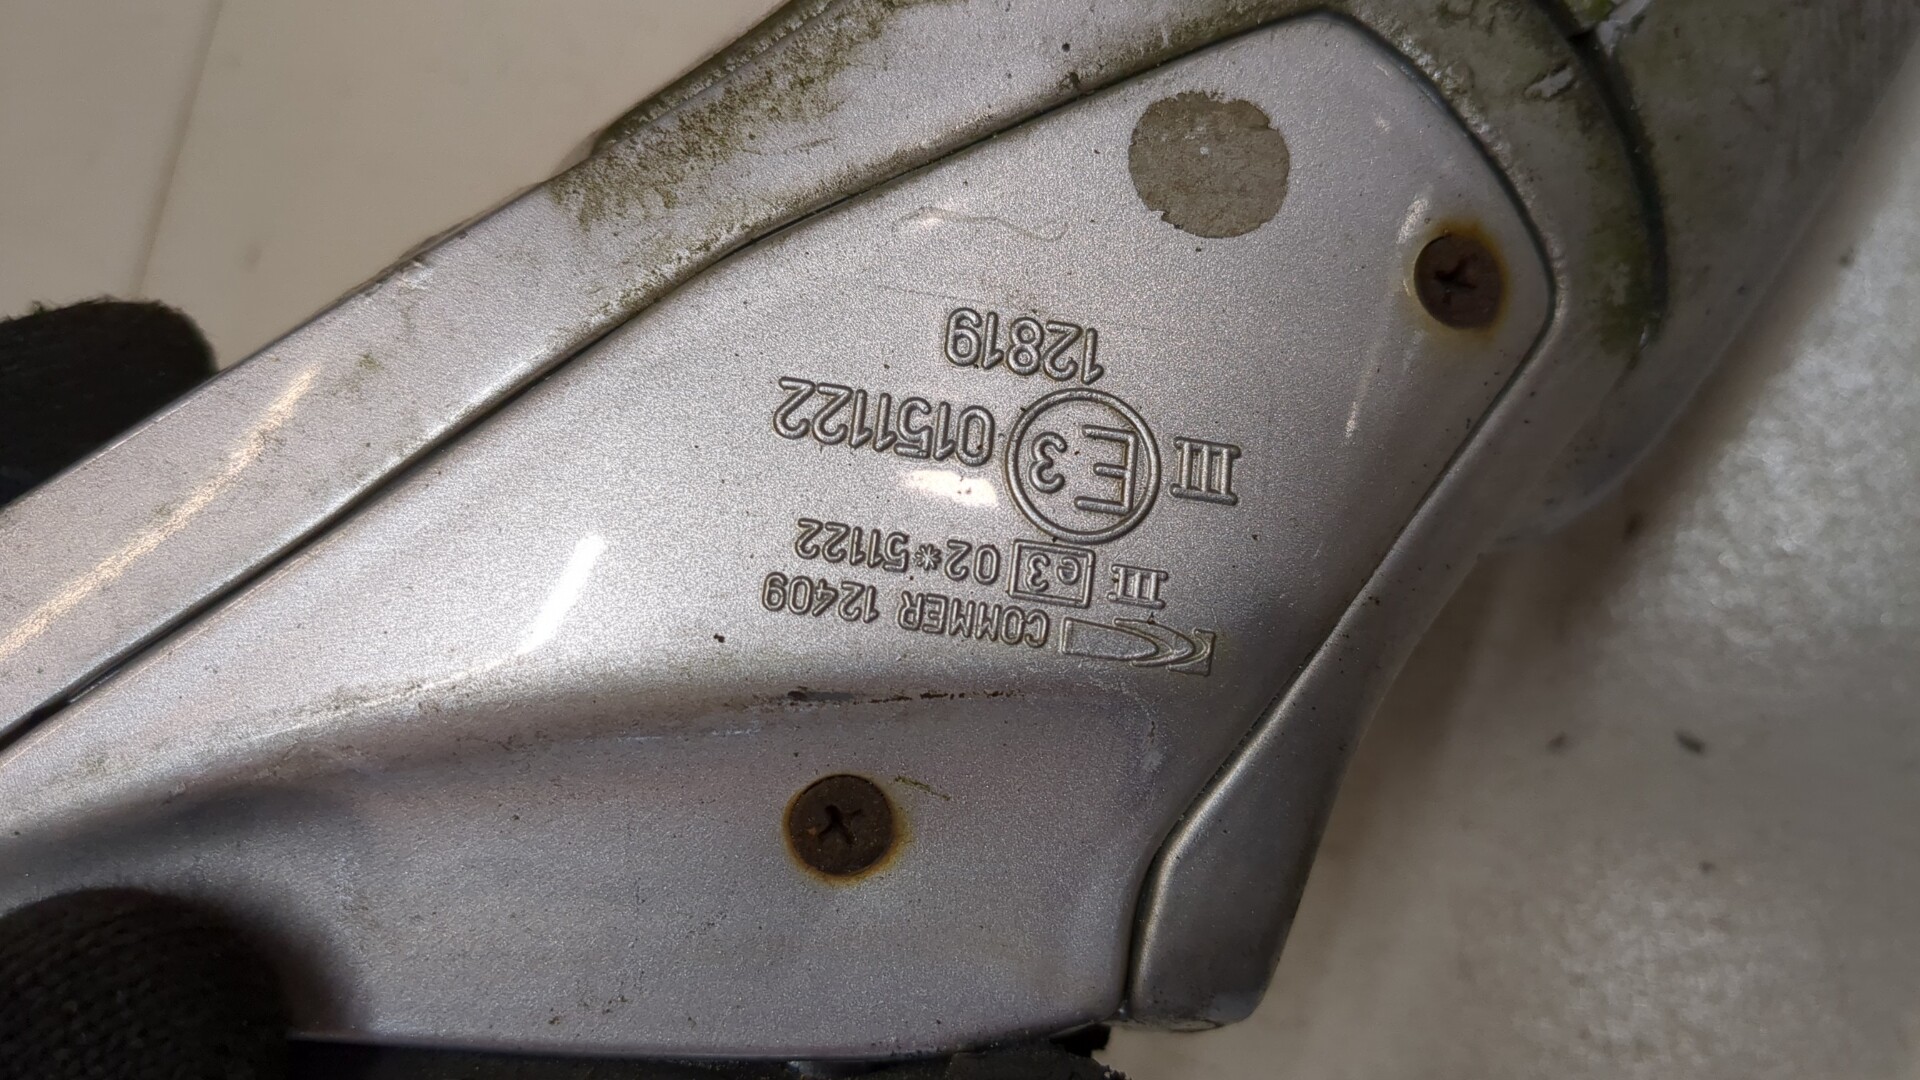 COMMER 12409
III e3 02*51122
III E3 0151122
12819